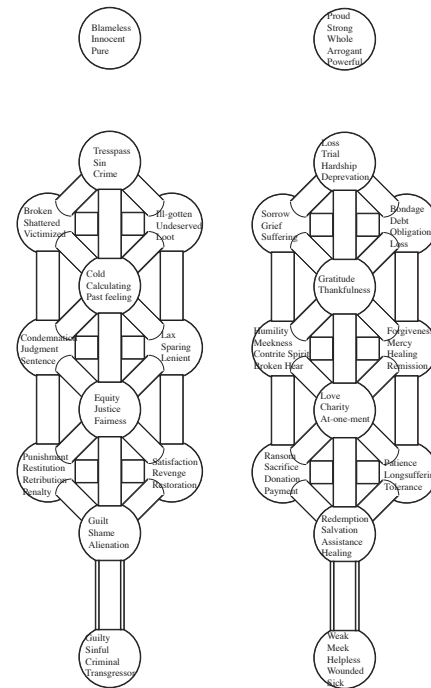 Blameless
Innocent
Pure
Tresspass
Sin
Crime
Broken
Shattered
Victimized
Ill-gotten
Undeserved
Loot
Cold
Calculating
Past feeling
Condemnation
Judgment
Sentence
Lax
Sparing
Lenient
Equity
Justice
Fairness
Punishment
Restitution
Retribution
Penalty
Satisfaction
Revenge
Restoration
Guilt
Shame
Alienation
Guilty
Sinful
Criminal
Transgressor
Proud
Strong
Whole
Arrogant
Powerful
Loss
Trial
Hardship
Deprevation
Sorrow
Grief
Suffering
Bondage
Debt
Obligation
Loss
Gratitude
Thankfulness
Humility
Meekness
Contrite Spirit
Broken Hear
Forgiveness
Mercy
Healing
Remission
Love
Charity
At-one-ment
Ransom
Sacrifice
Donation
Payment
Patience
Longsuffering
Tolerance
Redemption
Salvation
Assistance
Healing
Weak
Meek
Helpless
Wounded
Sick